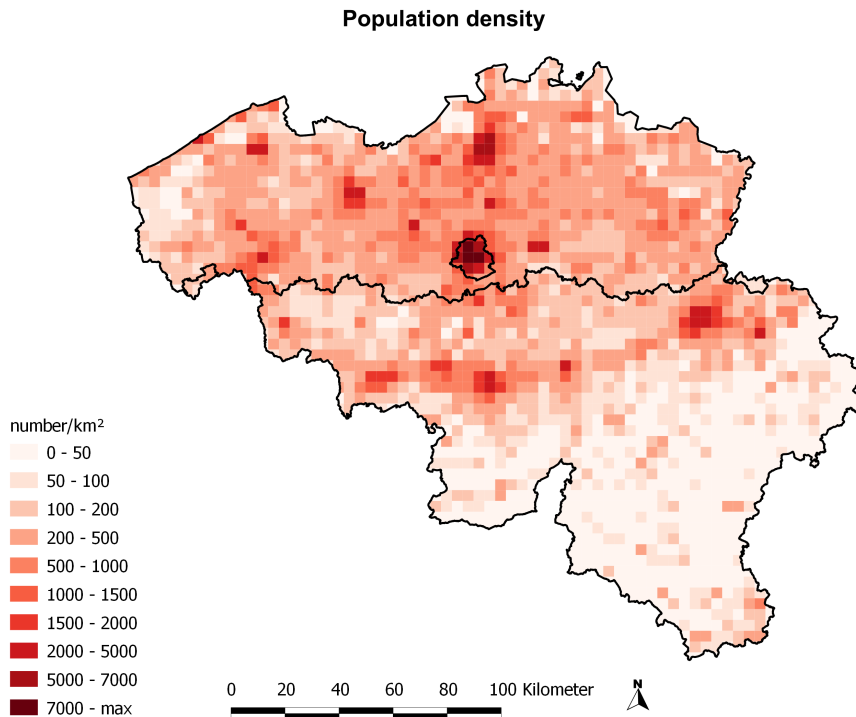 Population density
number/km²
0 - 50
50 - 100
100 - 200
200 - 500
500 - 1000
1000 - 1500
1500 - 2000
2000 - 5000
5000 - 7000
7000 - max
0 20 40 60 80 100 Kilometer
N